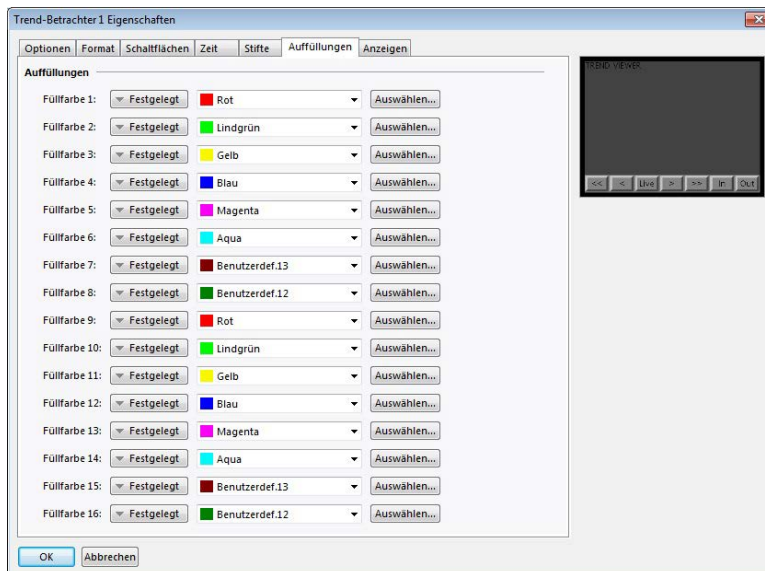 Trend-Betrachter1 Eigenschaften
Optionen Format Schaltflächen Zeit Stifte Auffüllungen Anzeigen
Auffüllungen
Füllfarbe 1: Festgelegt Rot Auswählen...
Füllfarbe 2: Festgelegt Lindgrün Auswählen...
Füllfarbe 3: Festgelegt Gelb Auswählen...
Füllfarbe 4: Festgelegt Blau Auswählen...
Füllfarbe 5: Festgelegt Magenta Auswählen...
Füllfarbe 6: Festgelegt Aqua Auswählen...
Füllfarbe 7: Festgelegt Benutzerdef.13 Auswählen...
Füllfarbe 8: Festgelegt Benutzerdef.12 Auswählen...
Füllfarbe 9: Festgelegt Rot Auswählen...
Füllfarbe 10: Festgelegt Lindgrün Auswählen...
Füllfarbe 11: Festgelegt Gelb Auswählen...
Füllfarbe 12: Festgelegt Blau Auswählen...
Füllfarbe 13: Festgelegt Magenta Auswählen...
Füllfarbe 14: Festgelegt Aqua Auswählen...
Füllfarbe 15: Festgelegt Benutzerdef.13 Auswählen...
Füllfarbe 16: Festgelegt Benutzerdef.12 Auswählen...
OK Abbrechen
TREND VIEWER
<< < Live > >> In Out